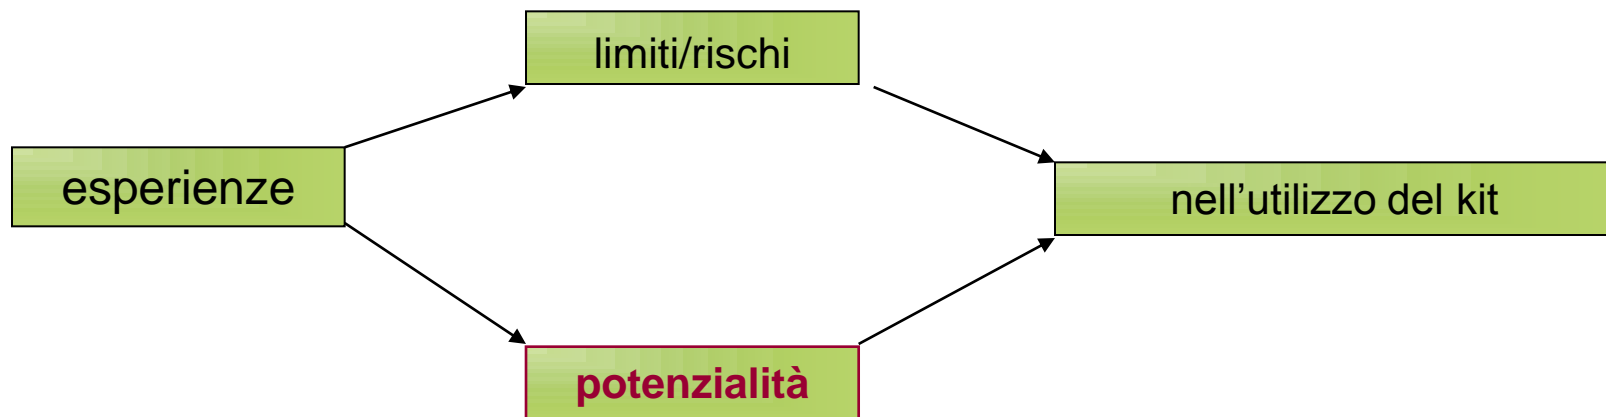 limiti/rischi
esperienze
nell’utilizzo del kit
potenzialità